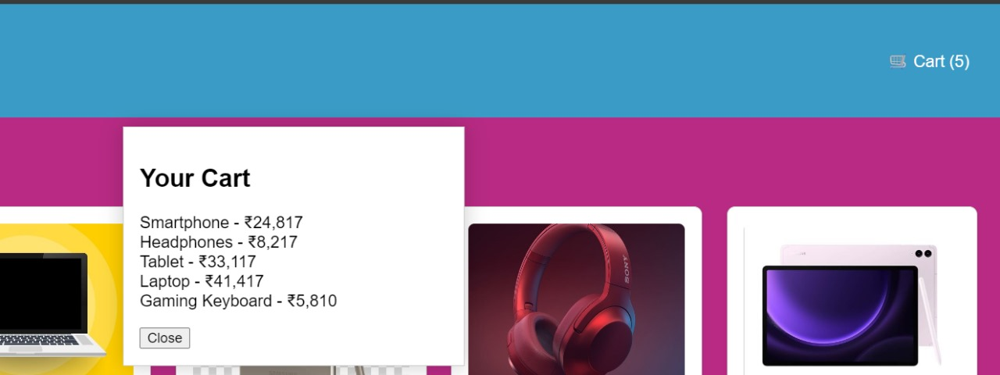 Cart (5)
Your Cart
Smartphone - ₹24,817
Headphones - ₹8,217
Tablet - ₹33,117
Laptop - ₹41,417
Gaming Keyboard - ₹5,810
Close
SONY